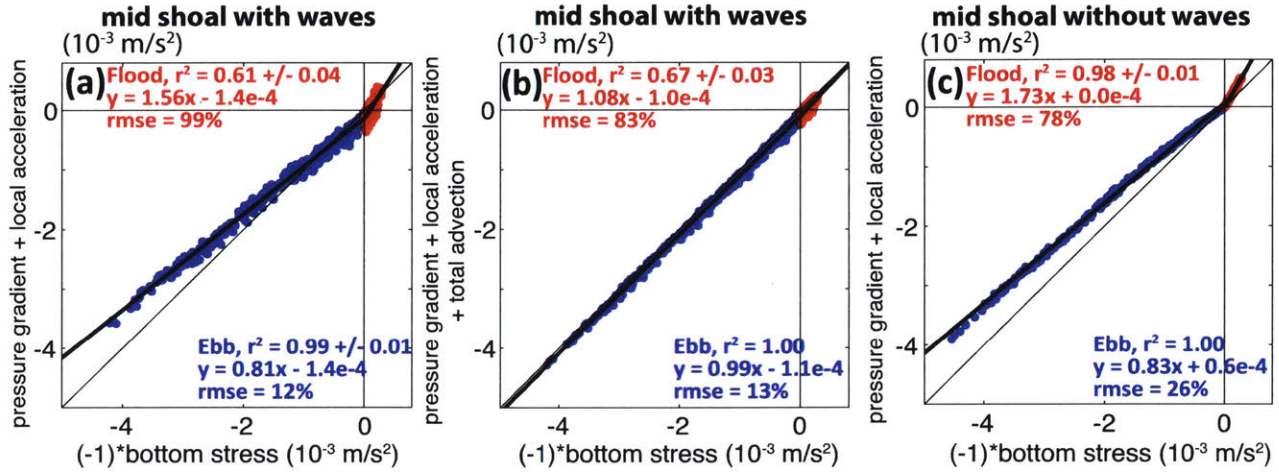 mid shoal with waves
(10⁻³ m/s²)
pressure gradient + local acceleration
(a)
Flood, r² = 0.61 +/- 0.04
y = 1.56x - 1.4e-4
rmse = 99%
0
-2
-4
Ebb, r² = 0.99 +/- 0.01
y = 0.81x - 1.4e-4
rmse = 12%
-4 -2 0
(-1)*bottom stress (10⁻³ m/s²)
mid shoal with waves
(10⁻³ m/s²)
pressure gradient + local acceleration
+ total advection
(b)
Flood, r² = 0.67 +/- 0.03
y = 1.08x - 1.0e-4
rmse = 83%
0
-2
-4
Ebb, r² = 1.00
y = 0.99x - 1.1e-4
rmse = 13%
-4 -2 0
(-1)*bottom stress (10⁻³ m/s²)
mid shoal without waves
(10⁻³ m/s²)
pressure gradient + local acceleration
(c)
Flood, r² = 0.98 +/- 0.01
y = 1.73x + 0.0e-4
rmse = 78%
0
-2
-4
Ebb, r² = 1.00
y = 0.83x + 0.6e-4
rmse = 26%
-4 -2 0
(-1)*bottom stress (10⁻³ m/s²)